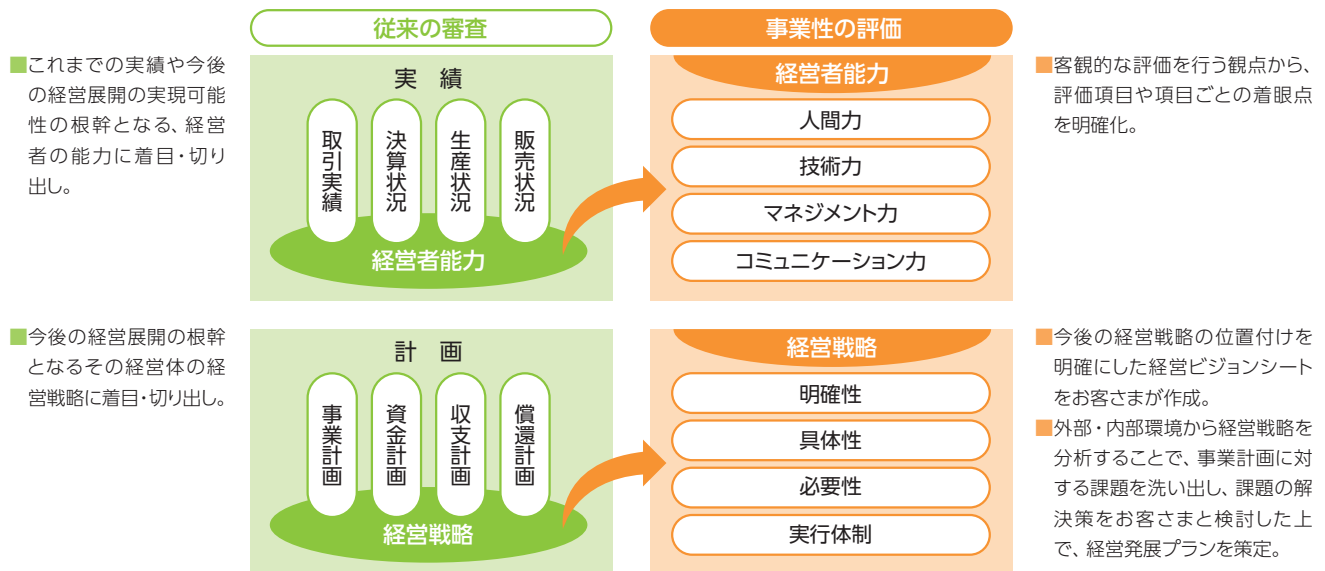 従来の審査
事業性の評価
■これまでの実績や今後
の経営展開の実現可能
性の根幹となる、経営
者の能力に着目・切り
出し。
実 績
取引実績
決算状況
生産状況
販売状況
経営者能力
経営者能力
人間力
技術力
マネジメント力
コミュニケーション力
■客観的な評価を行う観点から、
評価項目や項目ごとの着眼点
を明確化。
■今後の経営展開の根幹
となるその経営体の経
営戦略に着目・切り出し。
計 画
事業計画
資金計画
収支計画
償還計画
経営戦略
経営戦略
明確性
具体性
必要性
実行体制
■今後の経営戦略の位置付けを
明確にした経営ビジョンシート
をお客さまが作成。
■外部・内部環境から経営戦略を
分析することで、事業計画に対
する課題を洗い出し、課題の解
決策をお客さまと検討した上
で、経営発展プランを策定。